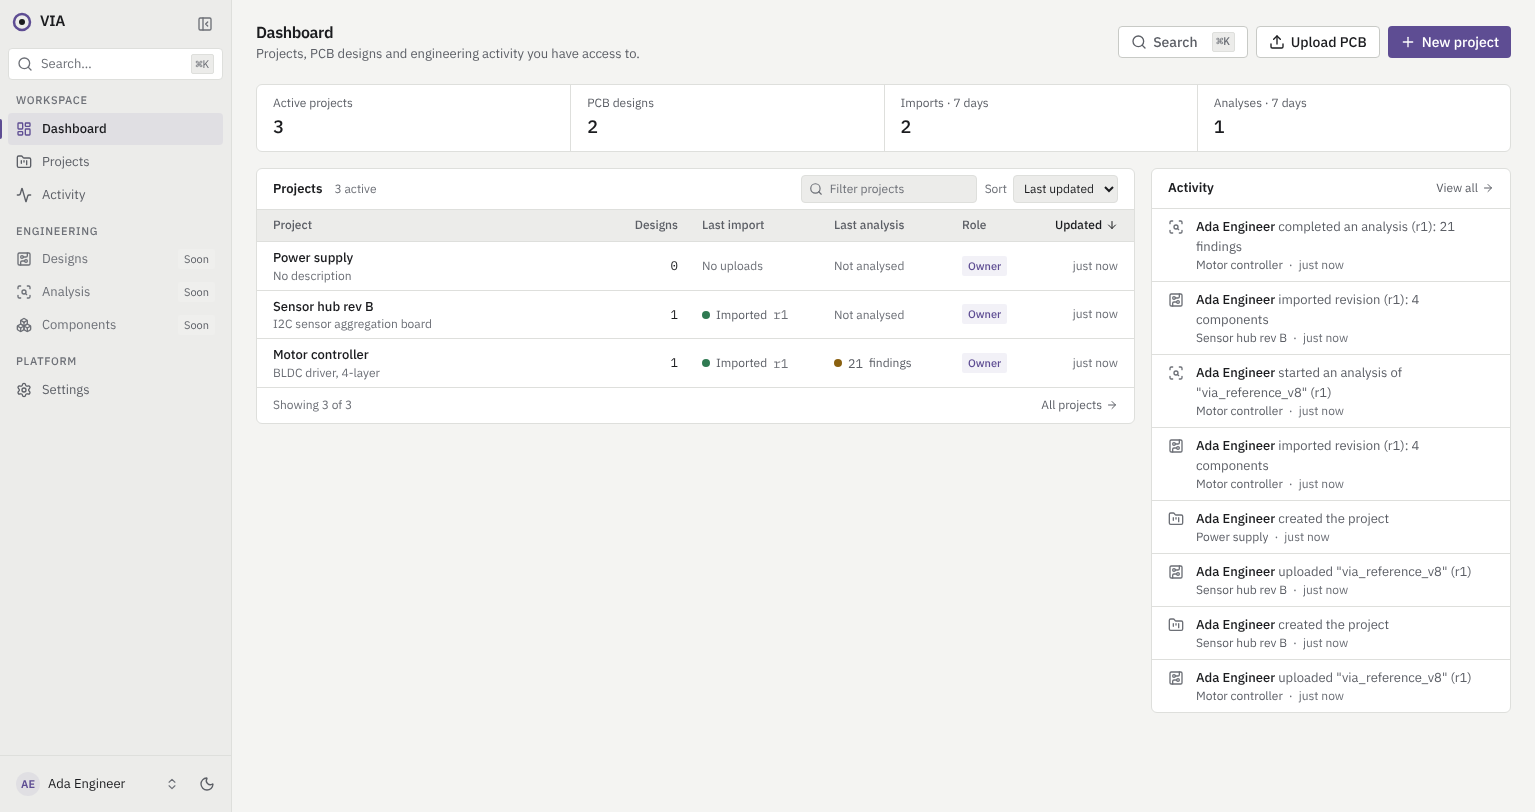 VIA
Search... ⌘K
WORKSPACE
Dashboard
Projects
Activity
ENGINEERING
Designs Soon
Analysis Soon
Components Soon
PLATFORM
Settings
AE Ada Engineer
Dashboard
Projects, PCB designs and engineering activity you have access to.
Search ⌘K
Upload PCB
New project
Active projects
3
PCB designs
2
Imports · 7 days
2
Analyses · 7 days
1
Projects 3 active
Filter projects
Sort Last updated
Project Designs Last import Last analysis Role Updated ↓
Power supply
No description
0 No uploads Not analysed Owner just now
Sensor hub rev B
I2C sensor aggregation board
1 Imported r1 Not analysed Owner just now
Motor controller
BLDC driver, 4-layer
1 Imported r1 21 findings Owner just now
Showing 3 of 3
All projects →
Activity
View all →
Ada Engineer completed an analysis (r1): 21
findings
Motor controller · just now
Ada Engineer imported revision (r1): 4
components
Sensor hub rev B · just now
Ada Engineer started an analysis of
"via_reference_v8" (r1)
Motor controller · just now
Ada Engineer imported revision (r1): 4
components
Motor controller · just now
Ada Engineer created the project
Power supply · just now
Ada Engineer uploaded "via_reference_v8" (r1)
Sensor hub rev B · just now
Ada Engineer created the project
Sensor hub rev B · just now
Ada Engineer uploaded "via_reference_v8" (r1)
Motor controller · just now